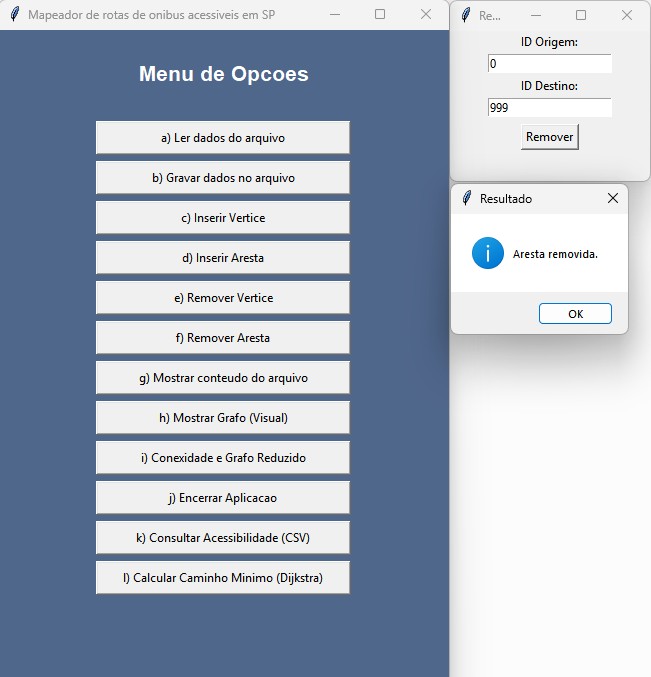 Mapeador de rotas de onibus acessiveis em SP
Menu de Opcoes
a) Ler dados do arquivo
b) Gravar dados no arquivo
c) Inserir Vertice
d) Inserir Aresta
e) Remover Vertice
f) Remover Aresta
g) Mostrar conteudo do arquivo
h) Mostrar Grafo (Visual)
i) Conexidade e Grafo Reduzido
j) Encerrar Aplicacao
k) Consultar Acessibilidade (CSV)
l) Calcular Caminho Minimo (Dijkstra)
Re...
ID Origem:
0
ID Destino:
999
Remover
Resultado
Aresta removida.
OK